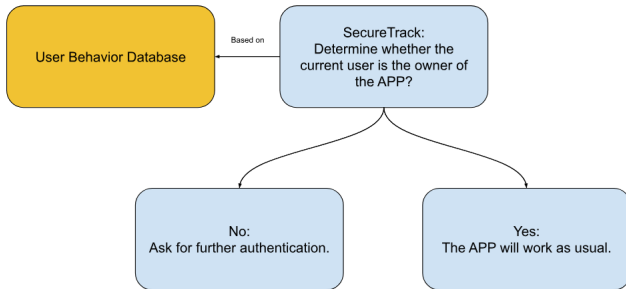 User Behavior Database
Based on
SecureTrack:
Determine whether the
current user is the owner of
the APP?
No:
Ask for further authentication.
Yes:
The APP will work as usual.